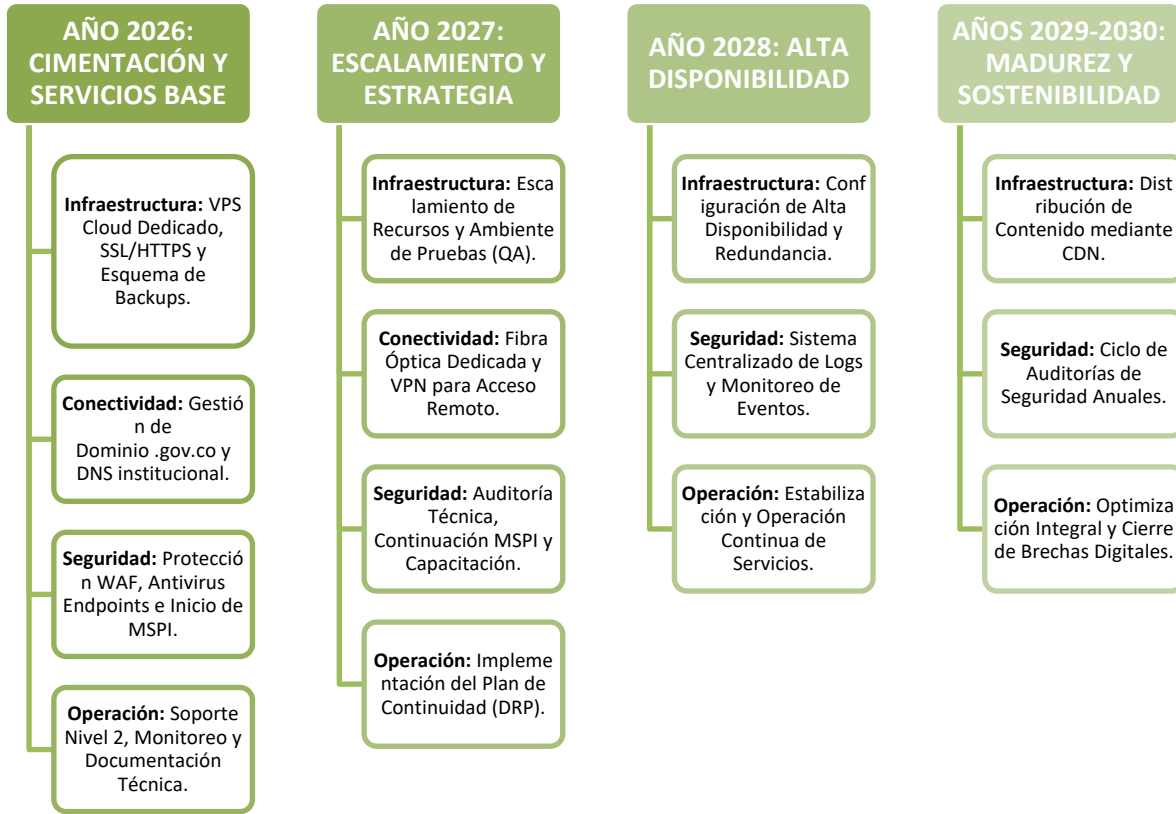 AÑO 2026:
CIMENTACIÓN Y
SERVICIOS BASE
Infraestructura: VPS
Cloud Dedicado,
SSL/HTTPS y
Esquema de
Backups.
Conectividad: Gestió
n de
Dominio .gov.co y
DNS institucional.
Seguridad: Protecció
n WAF, Antivirus
Endpoints e Inicio de
MSPI.
Operación: Soporte
Nivel 2, Monitoreo y
Documentación
Técnica.
AÑO 2027:
ESCALAMIENTO Y
ESTRATEGIA
Infraestructura: Esca
lamiento de
Recursos y Ambiente
de Pruebas (QA).
Conectividad: Fibra
Óptica Dedicada y
VPN para Acceso
Remoto.
Seguridad: Auditoría
Técnica,
Continuación MSPI y
Capacitación.
Operación: Impleme
ntación del Plan de
Continuidad (DRP).
AÑO 2028: ALTA
DISPONIBILIDAD
Infraestructura: Conf
iguración de Alta
Disponibilidad y
Redundancia.
Seguridad: Sistema
Centralizado de Logs
y Monitoreo de
Eventos.
Operación: Estabiliza
ción y Operación
Continua de
Servicios.
AÑOS 2029-2030:
MADUREZ Y
SOSTENIBILIDAD
Infraestructura: Dist
ribución de
Contenido mediante
CDN.
Seguridad: Ciclo de
Auditorías de
Seguridad Anuales.
Operación: Optimiza
ción Integral y Cierre
de Brechas Digitales.